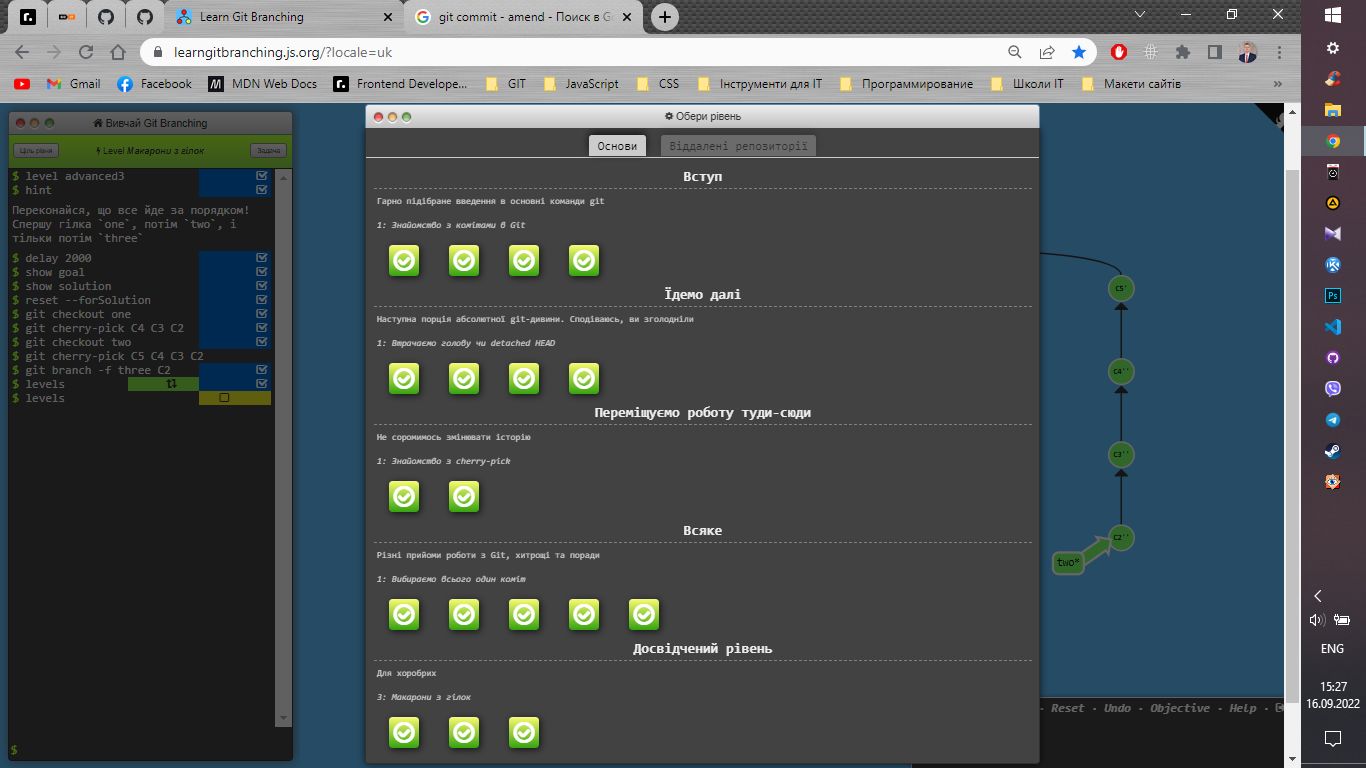 Learn Git Branching
git commit - amend - Поиск в G
learngitbranching.js.org/?locale=uk
Gmail
Facebook
MDN Web Docs
Frontend Develope...
GIT
JavaScript
CSS
Інструменти для IT
Программирование
Школи IT
Макети сайтів
»
Вивчай Git Branching
Ціль рівня
Level Макарони з гілок
Задача
$ level advanced3
$ hint
Переконайся, що все йде за порядком!
Спершу гілка `one`, потім `two`, і
тільки потім `three`
$ delay 2000
$ show goal
$ show solution
$ reset --forSolution
$ git checkout one
$ git cherry-pick C4 C3 C2
$ git checkout two
$ git cherry-pick C5 C4 C3 C2
$ git branch -f three C2
$ levels
$ levels
$
Обери рівень
Основи
Віддалені репозиторії
Вступ
Гарно підібране введення в основні команди git
1: Знайомство з комітами в Git
Їдемо далі
Наступна порція абсолютної git-дивини. Сподіваюсь, ви зголодніли
1: Втрачаємо голову чи detached HEAD
Переміщуємо роботу туди-сюди
Не соромимось змінювати історію
1: Знайомство з cherry-pick
Всяке
Різні прийоми роботи з Git, хитрощі та поради
1: Вибираємо всього один коміт
Досвідчений рівень
Для хоробрих
3: Макарони з гілок
C5'
C4''
C3''
C2''
two*
- Reset - Undo - Objective - Help -
Ps
ENG
15:27
16.09.2022